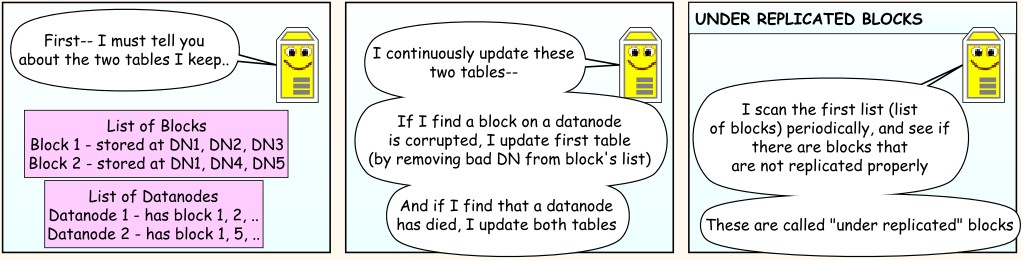 First-- I must tell you
about the two tables I keep..
List of Blocks
Block 1 - stored at DN1, DN2, DN3
Block 2 - stored at DN1, DN4, DN5
List of Datanodes
Datanode 1 - has block 1, 2, ..
Datanode 2 - has block 1, 5, ..
I continuously update these
two tables--
If I find a block on a datanode
is corrupted, I update first table
(by removing bad DN from block's list)
And if I find that a datanode
has died, I update both tables
UNDER REPLICATED BLOCKS
I scan the first list (list
of blocks) periodically, and see if
there are blocks that
are not replicated properly
These are called "under replicated" blocks